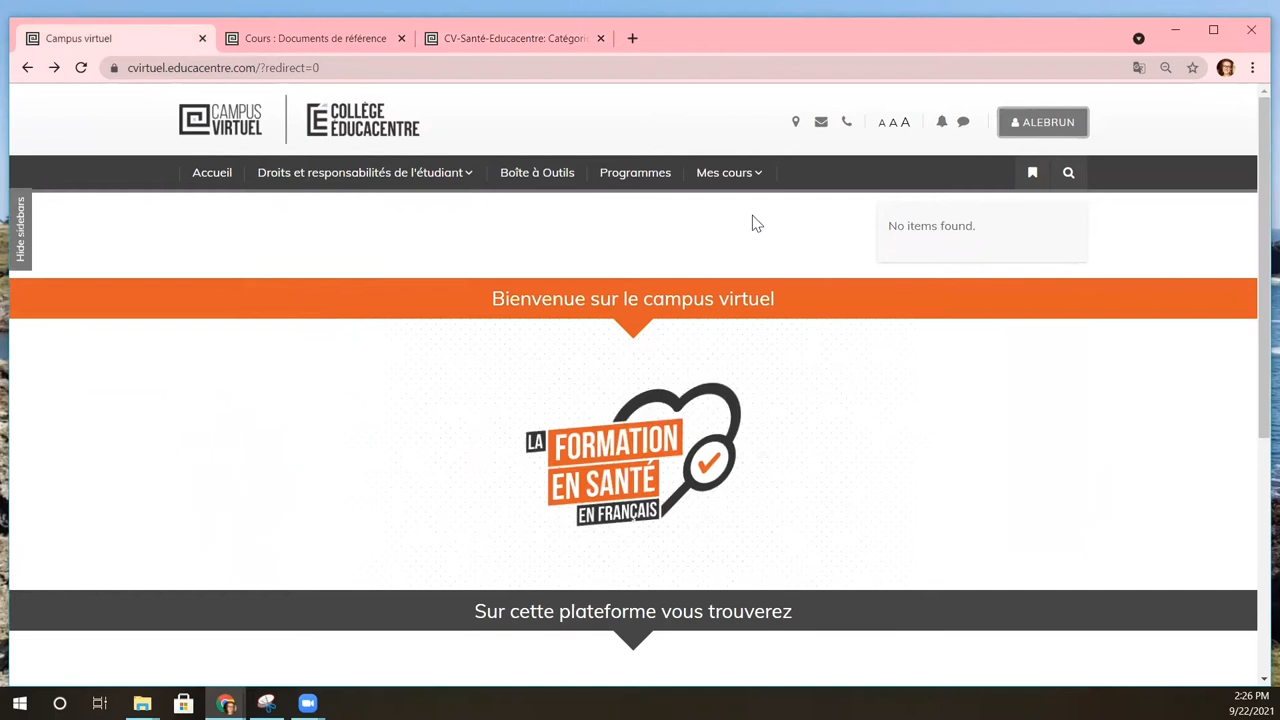 Campus virtuel
Cours : Documents de référence
CV-Santé-Educacentre: Catégori
cvirtuel.educacentre.com/?redirect=0
CAMPUS
VIRTUEL
COLLÈGE
ÉDUCACENTRE
A A A
ALEBRUN
Accueil
Droits et responsabilités de l'étudiant
Boîte à Outils
Programmes
Mes cours
Hide sidebars
No items found.
Bienvenue sur le campus virtuel
LA FORMATION
EN SANTÉ
EN FRANÇAIS
Sur cette plateforme vous trouverez
2:26 PM
9/22/2021